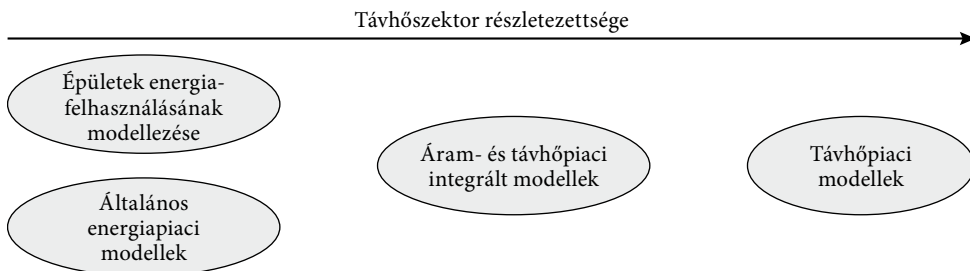 Távhőszektor részletezettsége
Épületek energia-
felhasználásának
modellezése
Áram- és távhőpiaci
integrált modellek
Távhőpiaci
modellek
Általános
energiapiaci
modellek